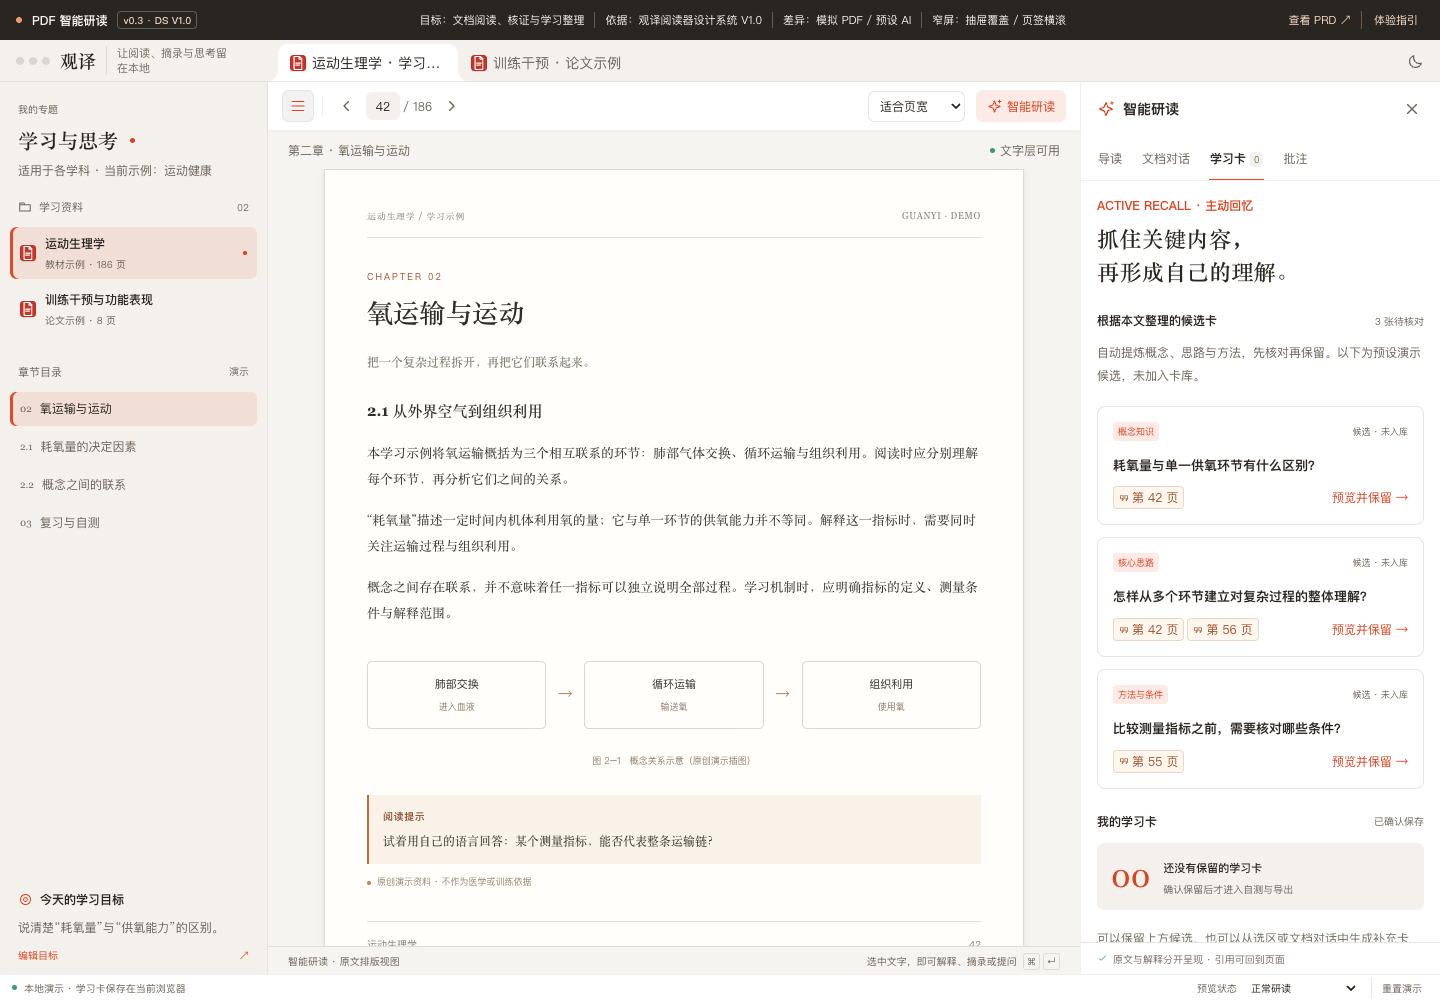 PDF 智能研读 v0.3 · DS V1.0
目标：文档阅读、核证与学习整理 依据：观译阅读器设计系统 V1.0 差异：模拟 PDF / 预设 AI 窄屏：抽屉覆盖 / 页签横滚
查看 PRD ↗ 体验指引
观译
让阅读、摘录与思考留
在本地
运动生理学 · 学习...
训练干预 · 论文示例
我的专题
学习与思考
适用于各学科 · 当前示例：运动健康
学习资料 02
运动生理学
教材示例 · 186 页
训练干预与功能表现
论文示例 · 8 页
章节目录 演示
02 氧运输与运动
2.1 耗氧量的决定因素
2.2 概念之间的联系
03 复习与自测
今天的学习目标
说清楚“耗氧量”与“供氧能力”的区别。
编辑目标 ↗
42 / 186
适合页宽
智能研读
第二章 · 氧运输与运动
文字层可用
运动生理学 / 学习示例
GUANYI · DEMO
CHAPTER 02
氧运输与运动
把一个复杂过程拆开，再把它们联系起来。
2.1 从外界空气到组织利用
本学习示例将氧运输概括为三个相互联系的环节：肺部气体交换、循环运输与组织利用。阅读时应分别理解
每个环节，再分析它们之间的关系。
“耗氧量”描述一定时间内机体利用氧的量；它与单一环节的供氧能力并不等同。解释这一指标时，需要同时
关注运输过程与组织利用。
概念之间存在联系，并不意味着任一指标可以独立说明全部过程。学习机制时，应明确指标的定义、测量条
件与解释范围。
肺部交换
进入血液
→
循环运输
输送氧
→
组织利用
使用氧
图 2—1 概念关系示意（原创演示插图）
阅读提示
试着用自己的语言回答：某个测量指标，能否代表整条运输链？
原创演示资料 · 不作为医学或训练依据
运动生理学 42
智能研读 · 原文排版视图
选中文字，即可解释、摘录或提问 ⌘ ↵
智能研读
导读 文档对话 学习卡 0 批注
ACTIVE RECALL · 主动回忆
抓住关键内容，
再形成自己的理解。
根据本文整理的候选卡 3 张待核对
自动提炼概念、思路与方法，先核对再保留。以下为预设演示
候选，未加入卡库。
概念知识 候选 · 未入库
耗氧量与单一供氧环节有什么区别？
第 42 页 预览并保留 →
核心思路 候选 · 未入库
怎样从多个环节建立对复杂过程的整体理解？
第 42 页 第 56 页 预览并保留 →
方法与条件 候选 · 未入库
比较测量指标之前，需要核对哪些条件？
第 55 页 预览并保留 →
我的学习卡 已确认保存
00
还没有保留的学习卡
确认保留后才进入自测与导出
可以保留上方候选，也可以从选区或文档对话中生成补充卡
原文与解释分开呈现 · 引用可回到页面
本地演示 · 学习卡保存在当前浏览器
预览状态 正常研读 重置演示